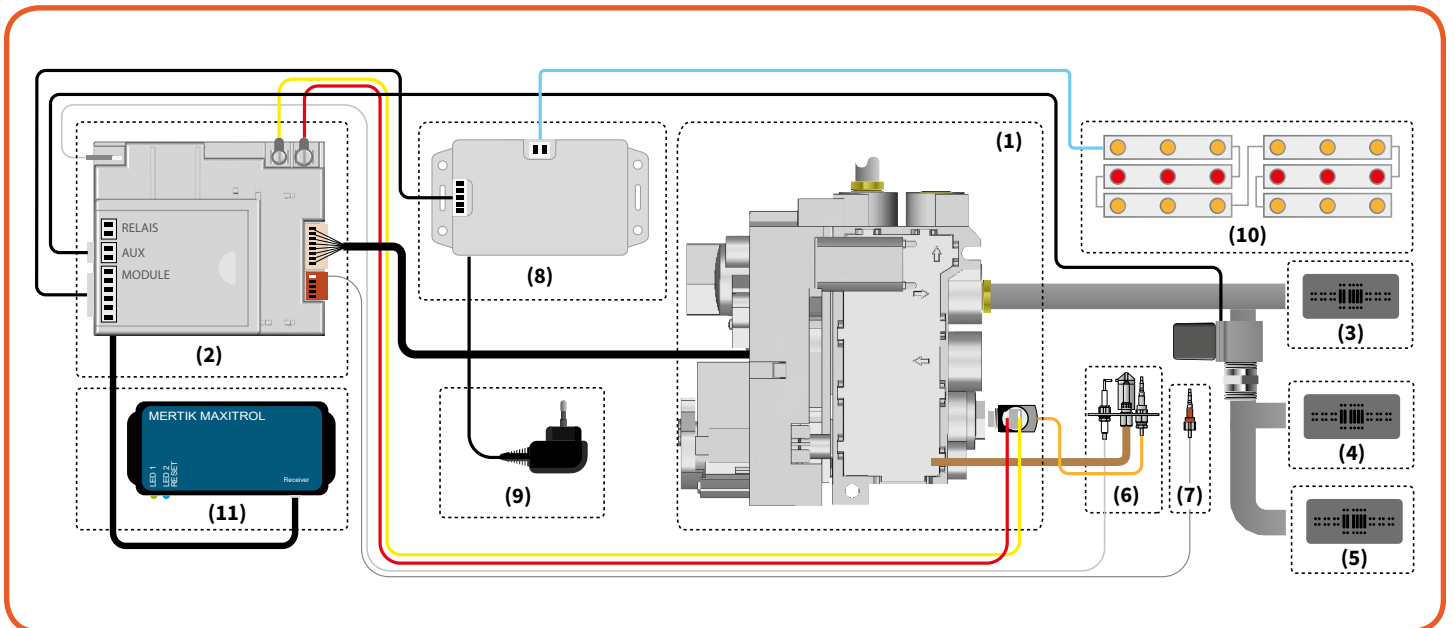 (1)
RELAIS
AUX
MODULE
(2)
(8)
(10)
(3)
MERTIK MAXITROL
LED 1
LED 2
RESET
Receiver
(11)
(9)
(6)
(7)
(4)
(5)